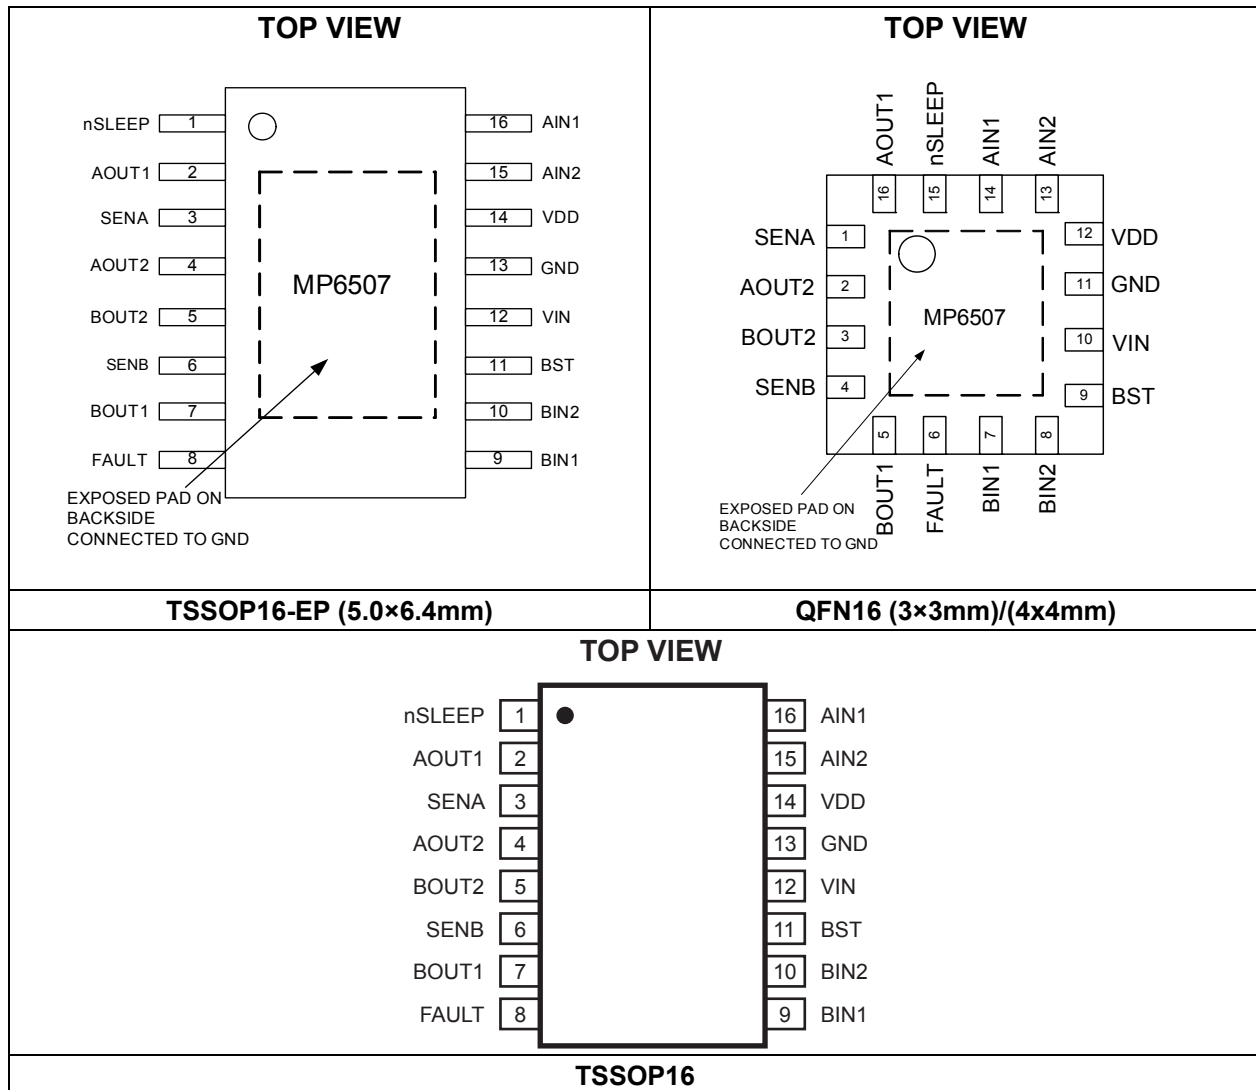 TOP VIEW
nSLEEP 1
AOUT1 2
SENA 3
AOUT2 4
BOUT2 5
SENB 6
BOUT1 7
FAULT 8
16 AIN1
15 AIN2
14 VDD
13 GND
12 VIN
11 BST
10 BIN2
9 BIN1
MP6507
EXPOSED PAD ON
BACKSIDE
CONNECTED TO GND
TSSOP16-EP (5.0×6.4mm)
TOP VIEW
AOUT1 16
nSLEEP 15
AIN1 14
AIN2 13
SENA 1
AOUT2 2
BOUT2 3
SENB 4
12 VDD
11 GND
10 VIN
9 BST
MP6507
5 BOUT1
6 FAULT
7 BIN1
8 BIN2
EXPOSED PAD ON
BACKSIDE
CONNECTED TO GND
QFN16 (3×3mm)/(4x4mm)
TOP VIEW
nSLEEP 1
AOUT1 2
SENA 3
AOUT2 4
BOUT2 5
SENB 6
BOUT1 7
FAULT 8
16 AIN1
15 AIN2
14 VDD
13 GND
12 VIN
11 BST
10 BIN2
9 BIN1
TSSOP16